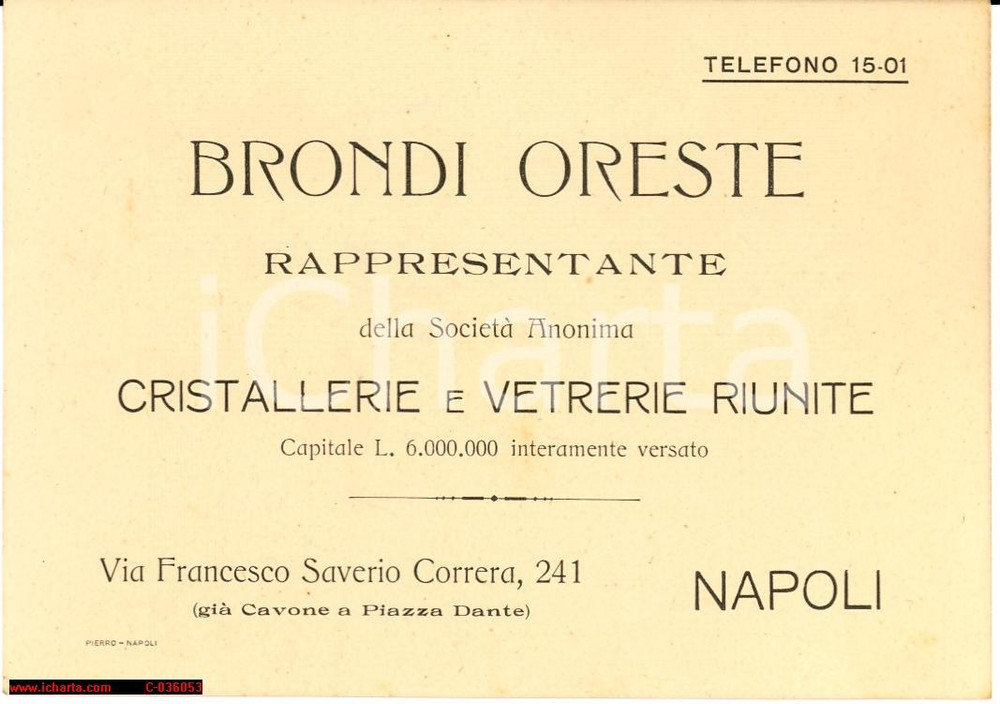 TELEFONO 15-01
BRONDI ORESTE
RAPPRESENTANTE
della Società Anonima
CRISTALLERIE E VETRERIE RIUNITE
Capitale L. 6.000.000 interamente versato
Via Francesco Saverio Correra, 241
(già Cavone a Piazza Dante)
NAPOLI
PIERRO - NAPOLI
iCharta
www.icharta.com C-036053